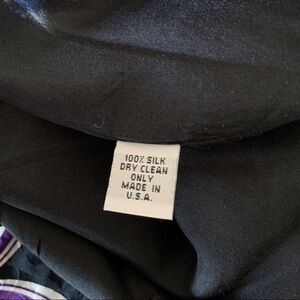 100% SILK
DRY CLEAN
ONLY
MADE IN
U.S.A.